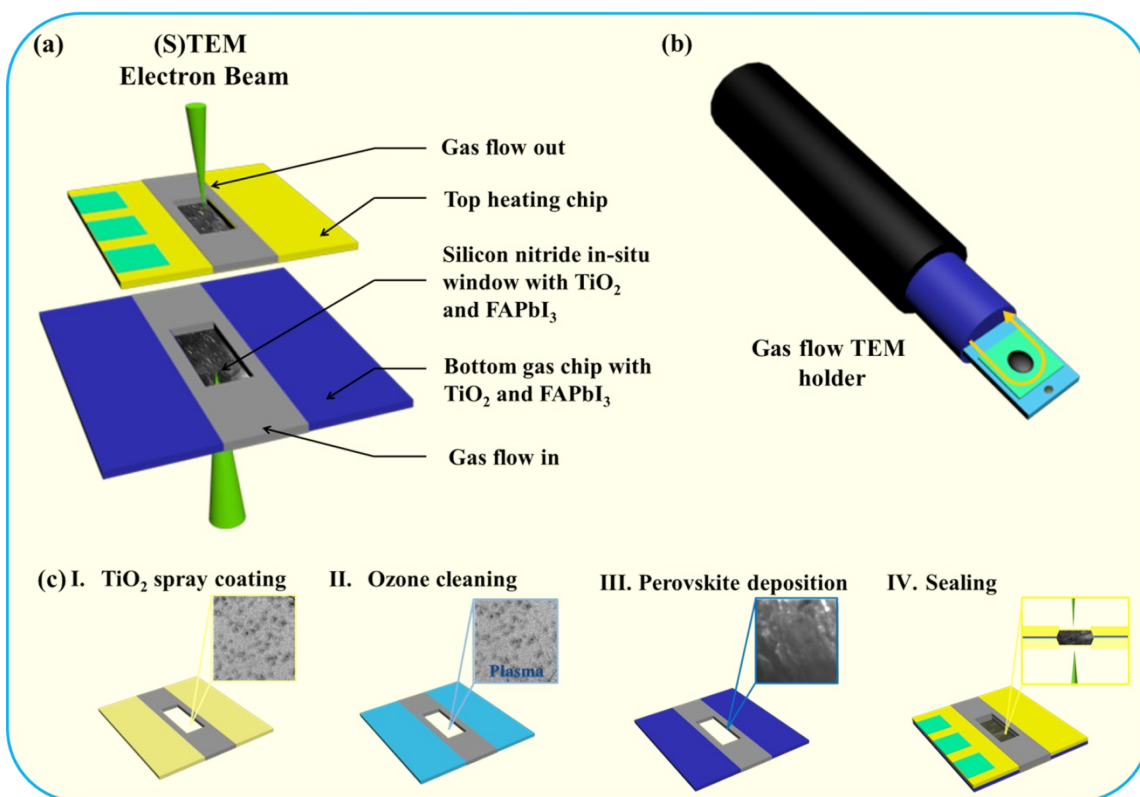 (a)
(S)TEM
Electron Beam
Gas flow out
Top heating chip
Silicon nitride in-situ
window with TiO₂
and FAPbI₃
Bottom gas chip with
TiO₂ and FAPbI₃
Gas flow in
(b)
Gas flow TEM
holder
(c) I. TiO₂ spray coating
II. Ozone cleaning
Plasma
III. Perovskite deposition
IV. Sealing